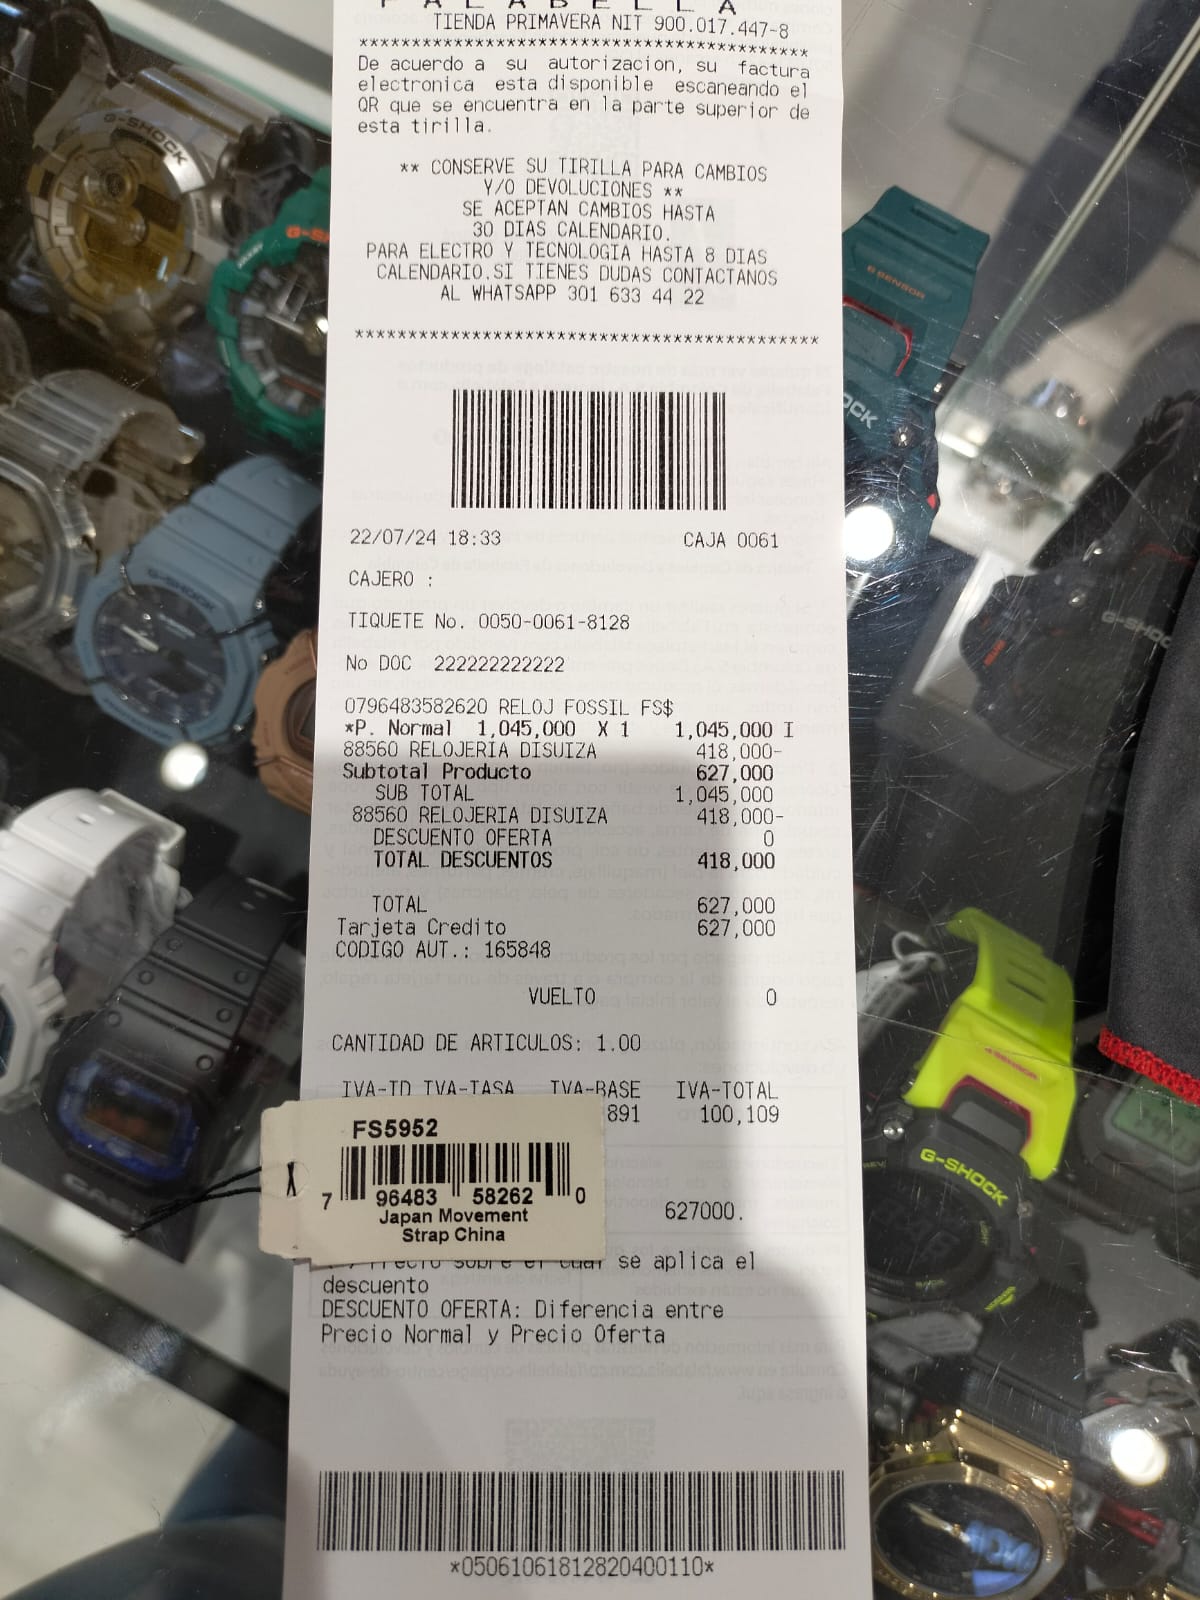 FALABELLA
TIENDA PRIMAVERA NIT 900.017.447-8
*******************************************
De acuerdo a su autorizacion, su factura
electronica esta disponible escaneando el
QR que se encuentra en la parte superior de
esta tirilla.
** CONSERVE SU TIRILLA PARA CAMBIOS
Y/O DEVOLUCIONES **
SE ACEPTAN CAMBIOS HASTA
30 DIAS CALENDARIO.
PARA ELECTRO Y TECNOLOGIA HASTA 8 DIAS
CALENDARIO.SI TIENES DUDAS CONTACTANOS
AL WHATSAPP 301 633 44 22
*******************************************
22/07/24 18:33 CAJA 0061
CAJERO :
TIQUETE No. 0050-0061-8128
No DOC 222222222222
0796483582620 RELOJ FOSSIL FS$
*P. Normal 1,045,000 X 1 1,045,000 I
88560 RELOJERIA DISUIZA 418,000-
Subtotal Producto 627,000
SUB TOTAL 1,045,000
88560 RELOJERIA DISUIZA 418,000-
DESCUENTO OFERTA 0
TOTAL DESCUENTOS 418,000
TOTAL 627,000
Tarjeta Credito 627,000
CODIGO AUT.: 165848
VUELTO 0
CANTIDAD DE ARTICULOS: 1.00
IVA-ID IVA-TASA IVA-BASE IVA-TOTAL
891 100,109
627000.
FS5952
7 96483 58262 0
Japan Movement
Strap China
Precio sobre el cual se aplica el
descuento
DESCUENTO OFERTA: Diferencia entre
Precio Normal y Precio Oferta
*05061061812820400110*
G-SHOCK
G-SHOCK
G SENSOR
G-SHOCK